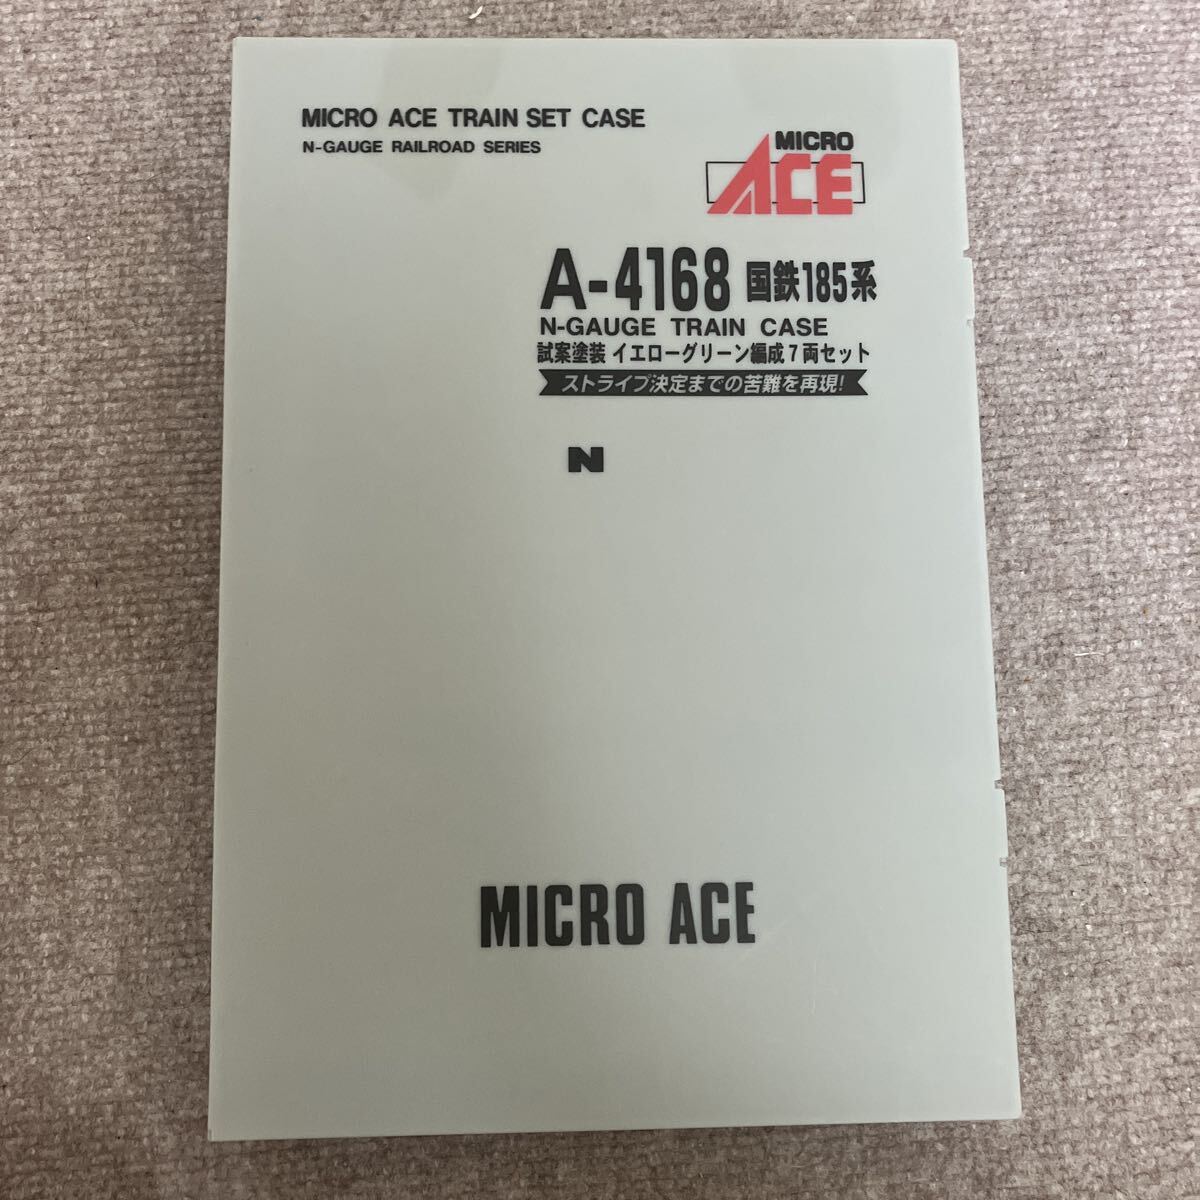 MICRO ACE TRAIN SET CASE
N-GAUGE RAILROAD SERIES
MICRO
ACE
A-4168 国鉄185系
N-GAUGE TRAIN CASE
試案塗装 イエローグリーン編成7両セット
ストライプ決定までの苦難を再現!
N
MICRO ACE